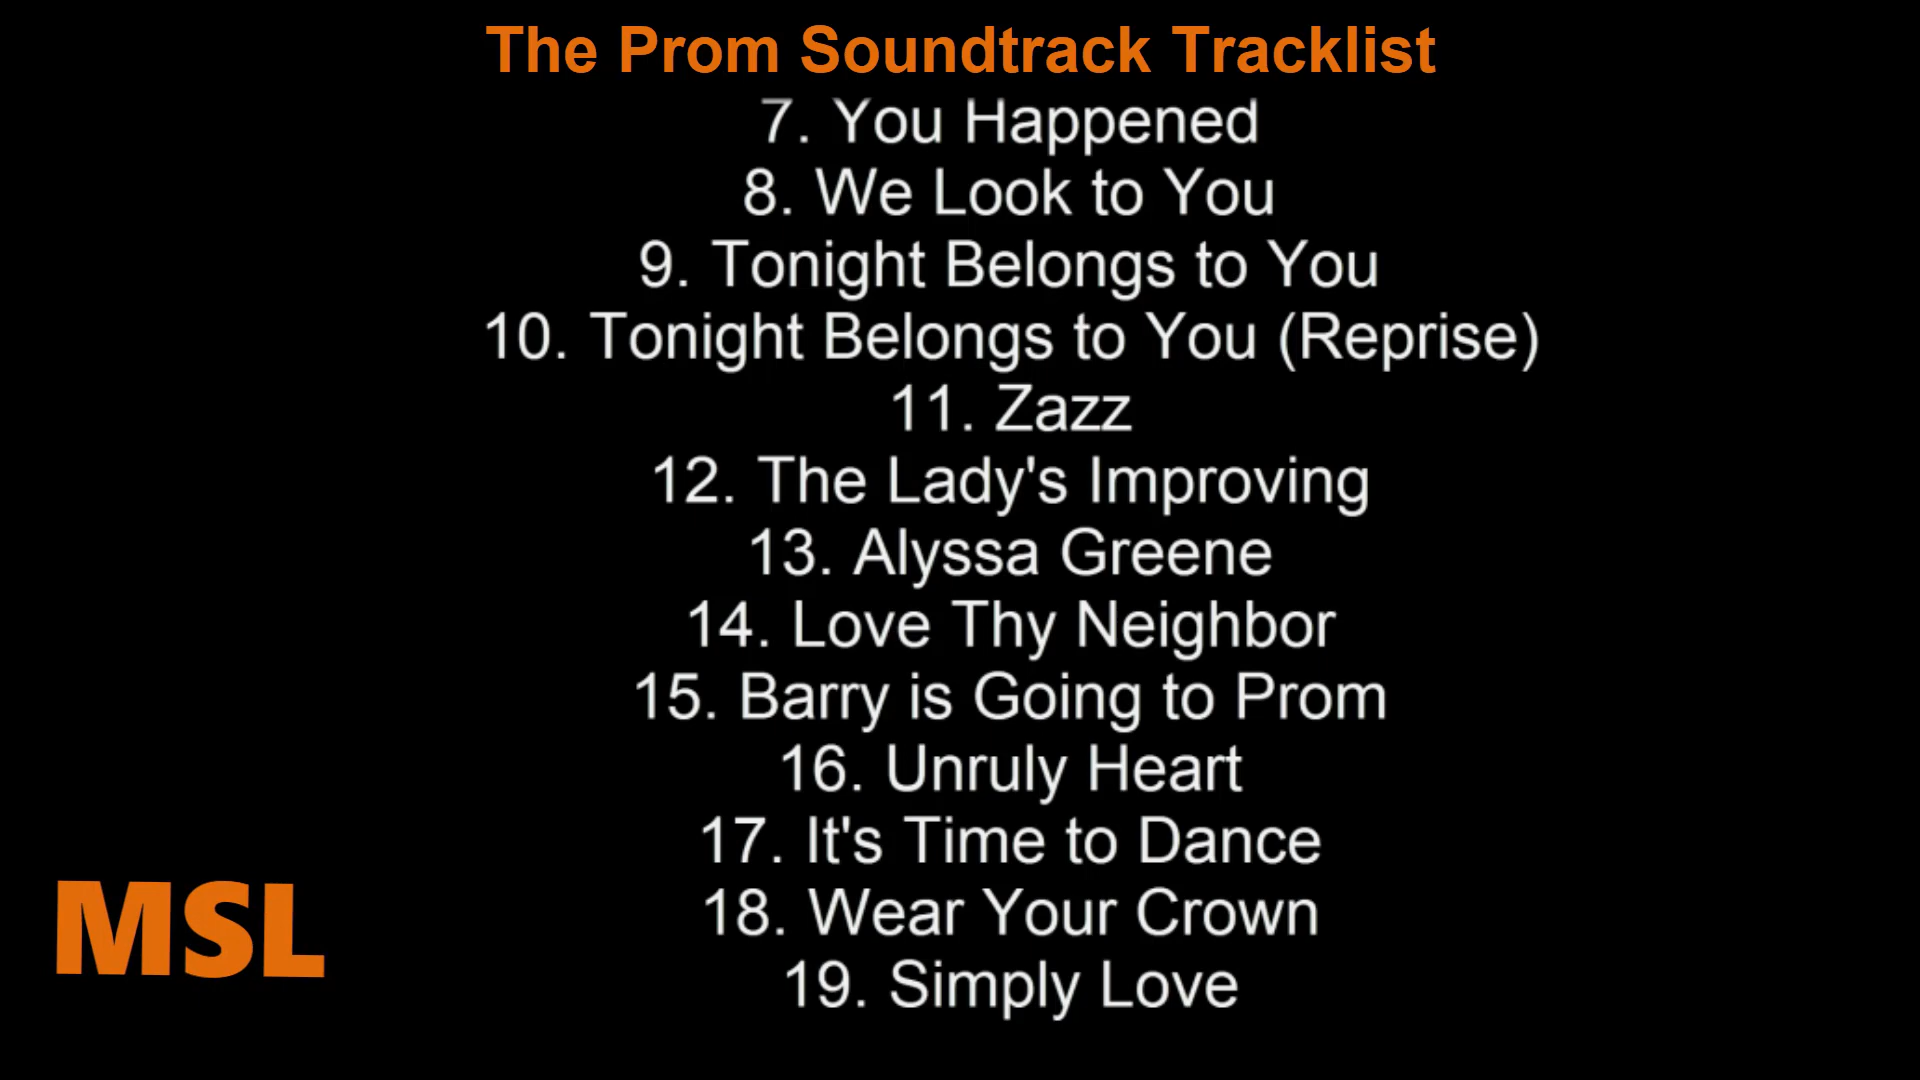 The Prom Soundtrack Tracklist
7. You Happened
8. We Look to You
9. Tonight Belongs to You
10. Tonight Belongs to You (Reprise)
11. Zazz
12. The Lady's Improving
13. Alyssa Greene
14. Love Thy Neighbor
15. Barry is Going to Prom
16. Unruly Heart
17. It's Time to Dance
18. Wear Your Crown
19. Simply Love
MSL